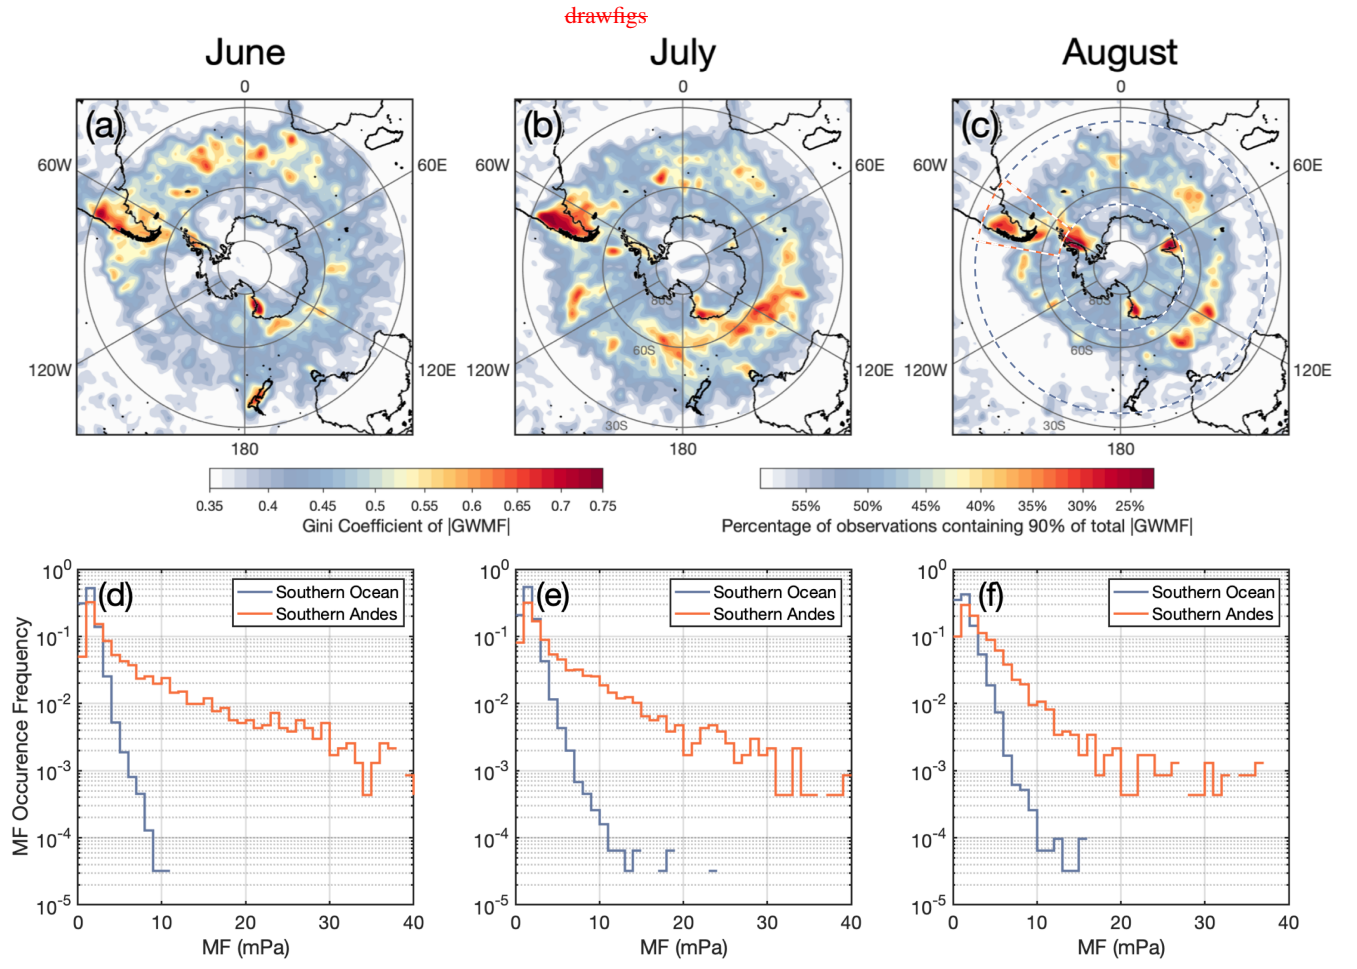 drawfigs
June July August
0 0 0
(a) (b) (c)
60W 60E 60W 60E 60W 60E
80S 80S
120W 60S 120E 120W 60S 120E
30S 30S
180 180 180
0.35 0.4 0.45 0.5 0.55 0.6 0.65 0.7 0.75 55% 50% 45% 40% 35% 30% 25%
Gini Coefficient of |GWMF| Percentage of observations containing 90% of total |GWMF|
10^0 10^0 10^0
(d) Southern Ocean (e) Southern Ocean (f) Southern Ocean
Southern Andes Southern Andes Southern Andes
10^-1 10^-1 10^-1
MF Occurence Frequency
10^-2 10^-2 10^-2
10^-3 10^-3 10^-3
10^-4 10^-4 10^-4
10^-5 10^-5 10^-5
0 10 20 30 40 0 10 20 30 40 0 10 20 30 40
MF (mPa) MF (mPa) MF (mPa)